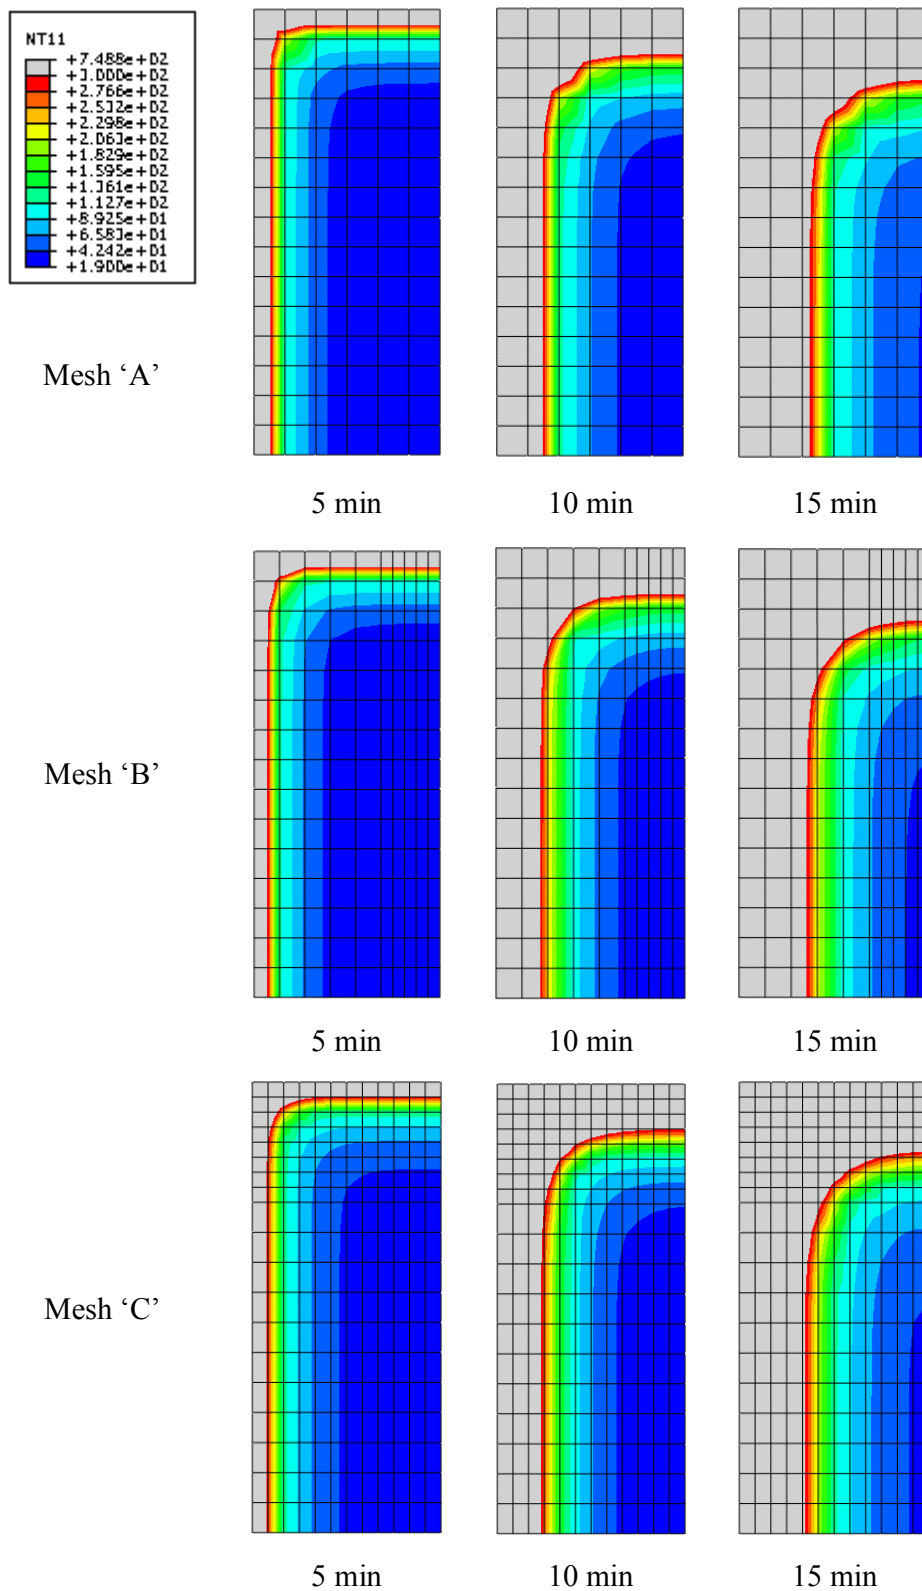 NT11
+7.488e+02
+3.000e+02
+2.766e+02
+2.532e+02
+2.298e+02
+2.063e+02
+1.829e+02
+1.595e+02
+1.361e+02
+1.127e+02
+8.925e+01
+6.583e+01
+4.242e+01
+1.900e+01
Mesh ‘A’
5 min
10 min
15 min
Mesh ‘B’
5 min
10 min
15 min
Mesh ‘C’
5 min
10 min
15 min